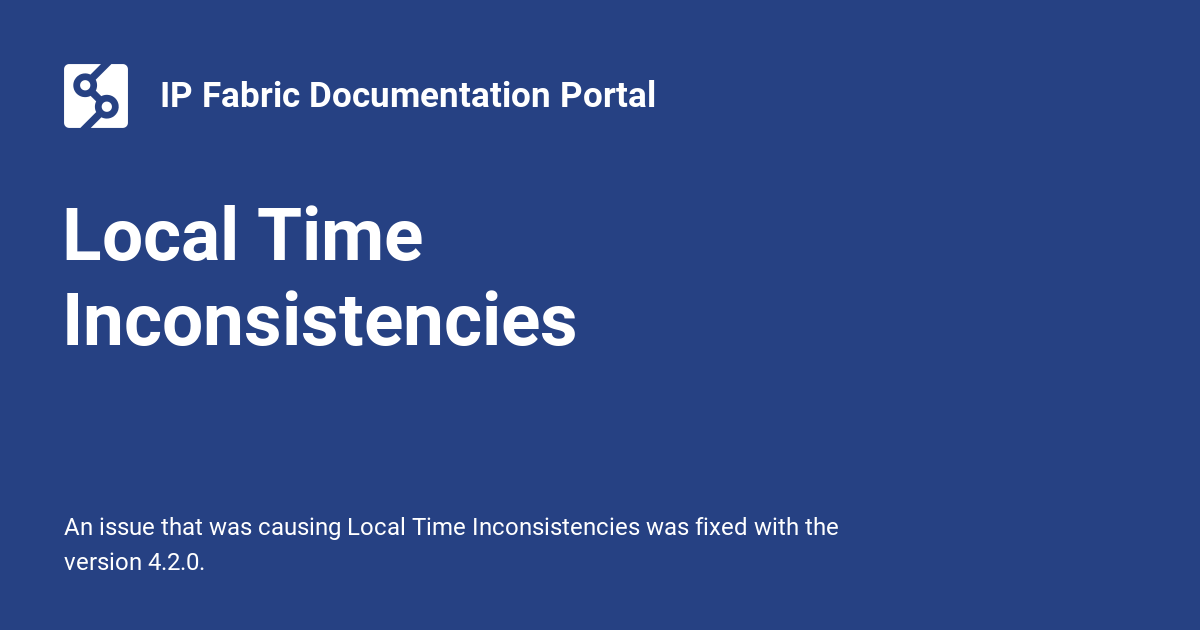 IP Fabric Documentation Portal
Local Time
Inconsistencies
An issue that was causing Local Time Inconsistencies was fixed with the
version 4.2.0.